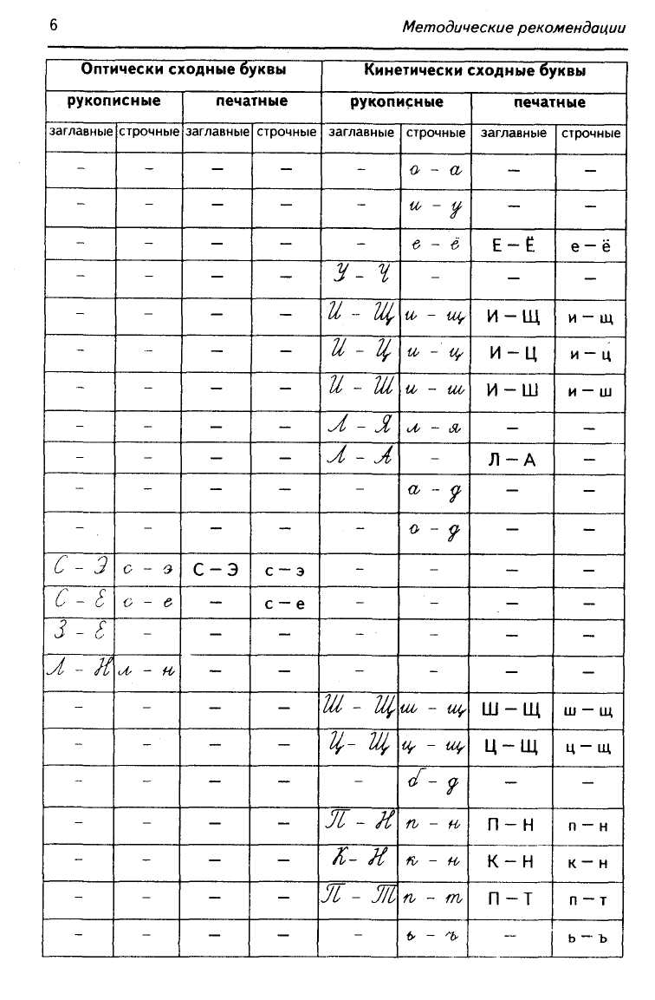 6 Методические рекомендации
Оптически сходные буквы Кинетически сходные буквы
рукописные печатные рукописные печатные
заглавные строчные заглавные строчные заглавные строчные заглавные строчные
– – – – – о – а – –
– – – – – и – у – –
– – – – – е – ё Е – Ё е – ё
– – – – У – Ч – – –
– – – – И – Щ и – щ И – Щ и – щ
– – – – И – Ц и – ц И – Ц и – ц
– – – – И – Ш и – ш И – Ш и – ш
– – – – Л – Я л – я – –
– – – – Л – А – Л – А –
– – – – – а – д – –
– – – – – о – д – –
С – Э с – э С – Э с – э – – – –
С – Е с – е – с – е – – – –
З – Е – – – – – – –
Л – Н л – н – – – – – –
– – – – Ш – Щ ш – щ Ш – Щ ш – щ
– – – – Ц – Щ ц – щ Ц – Щ ц – щ
– – – – – б – д – –
– – – – П – Н п – н П – Н п – н
– – – – К – Н к – н К – Н к – н
– – – – П – Т п – т П – Т п – т
– – – – – ь – ъ – ь – ъ